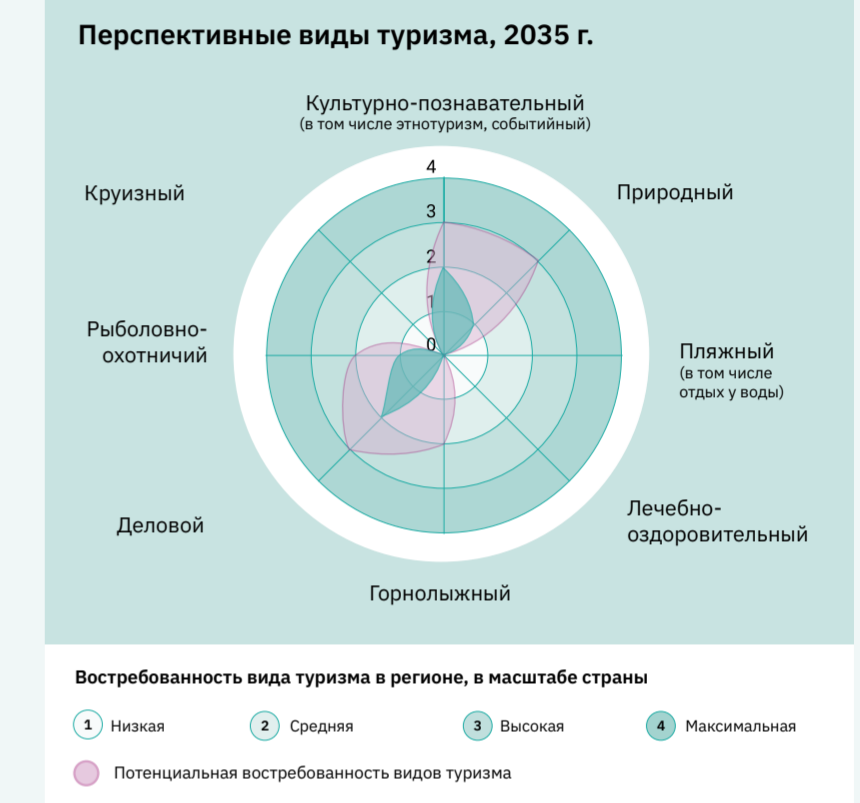 Перспективные виды туризма, 2035 г.
Культурно-познавательный
(в том числе этнотуризм, событийный)
Круизный
Природный
4
3
2
1
0
Рыболовно-
охотничий
Пляжный
(в том числе
отдых у воды)
Деловой
Лечебно-
оздоровительный
Горнолыжный
Востребованность вида туризма в регионе, в масштабе страны
1 Низкая
2 Средняя
3 Высокая
4 Максимальная
Потенциальная востребованность видов туризма